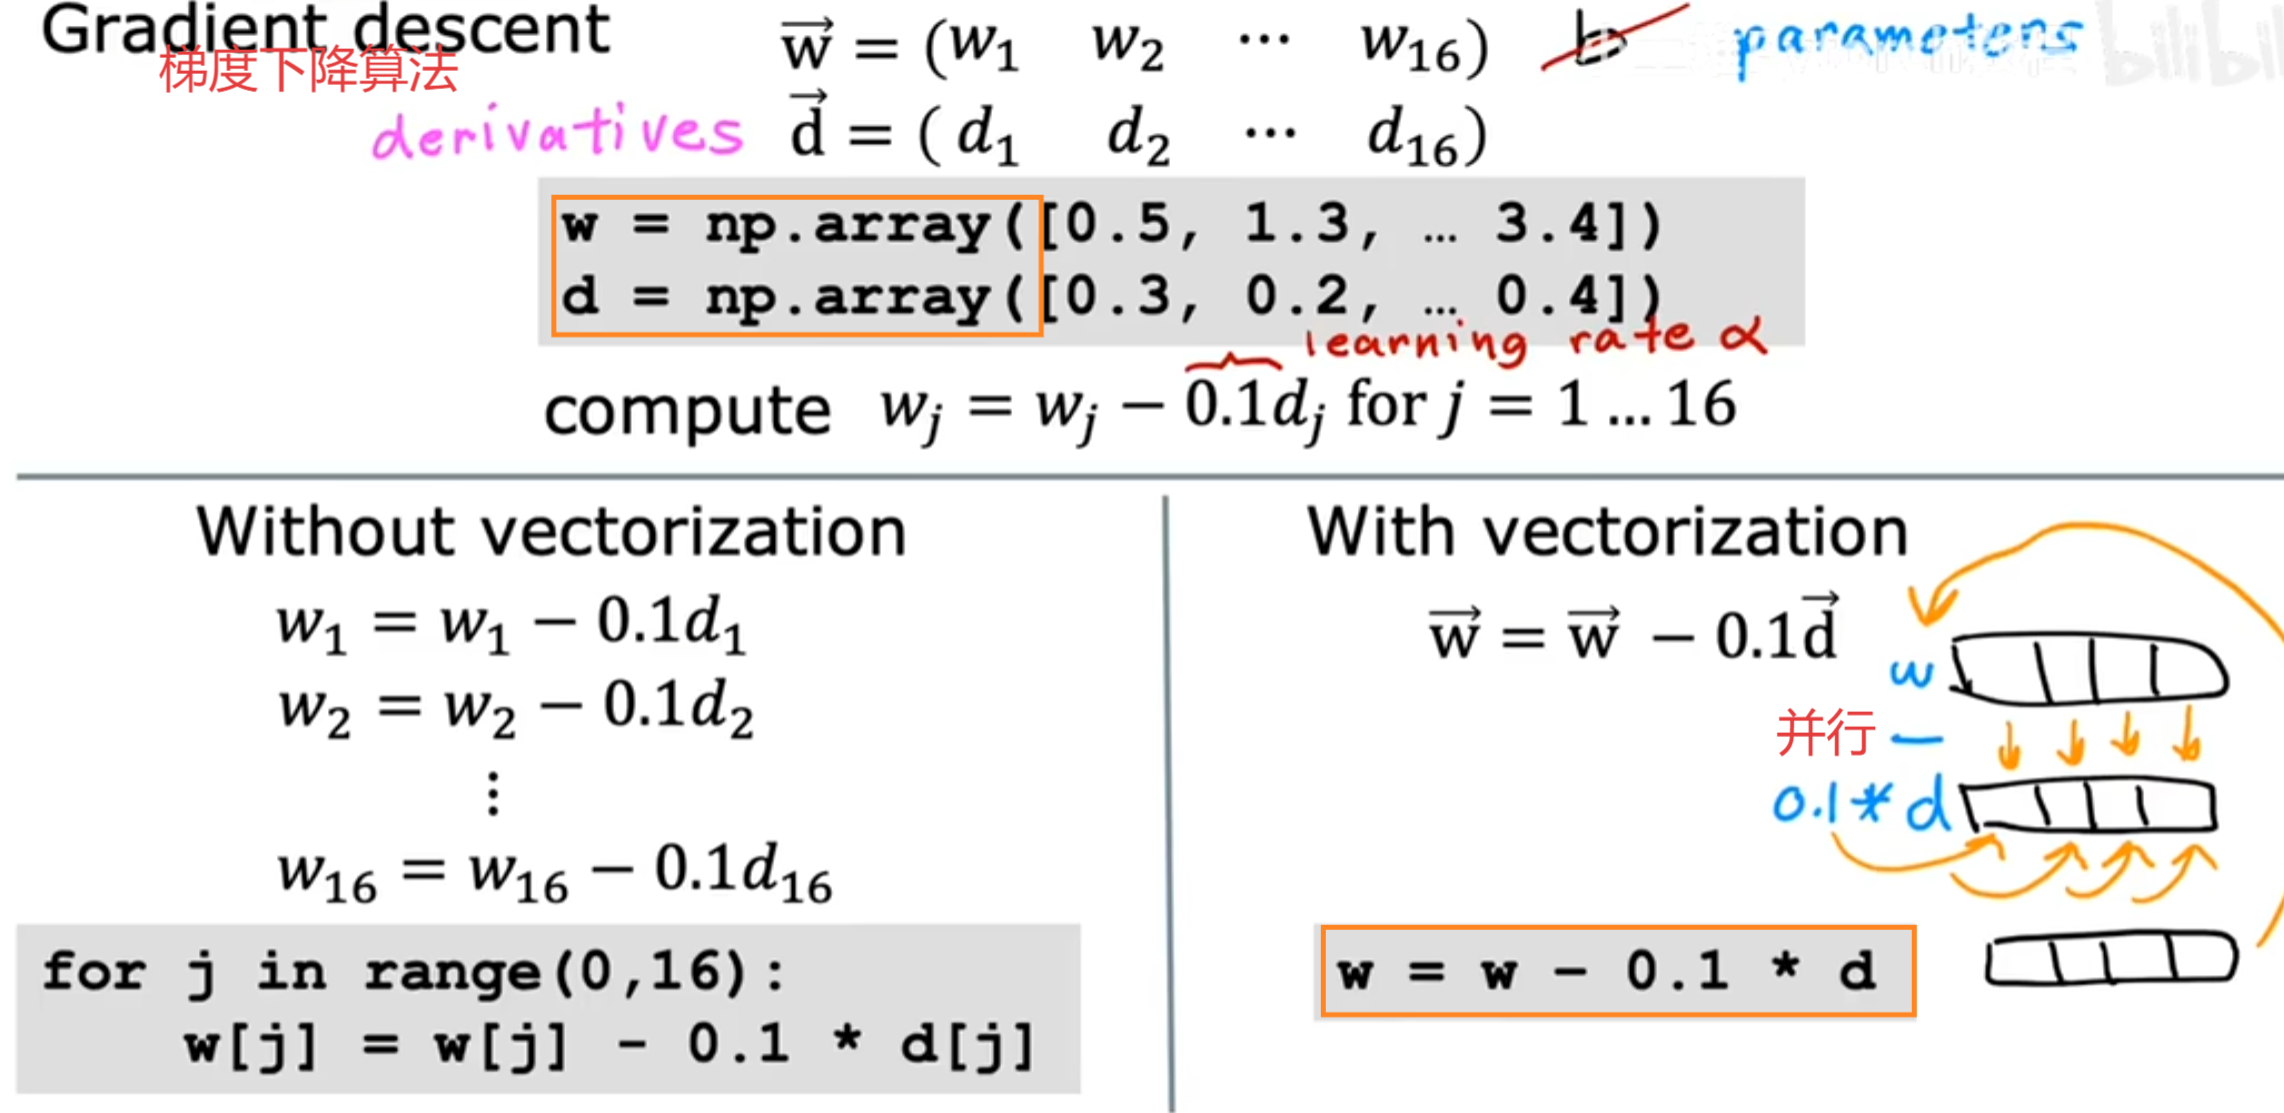 Gradient descent
梯度下降算法
w⃗ = (w₁ w₂ ⋯ w₁₆) b parameters
derivatives d⃗ = ( d₁ d₂ ⋯ d₁₆)
w = np.array([0.5, 1.3, … 3.4])
d = np.array([0.3, 0.2, … 0.4])
learning rate α
compute wⱼ = wⱼ − 0.1dⱼ for j = 1 … 16
Without vectorization
w₁ = w₁ − 0.1d₁
w₂ = w₂ − 0.1d₂
⋮
w₁₆ = w₁₆ − 0.1d₁₆
for j in range(0,16):
w[j] = w[j] - 0.1 * d[j]
With vectorization
w⃗ = w⃗ − 0.1d⃗
w
并行 −
0.1* d
w = w - 0.1 * d